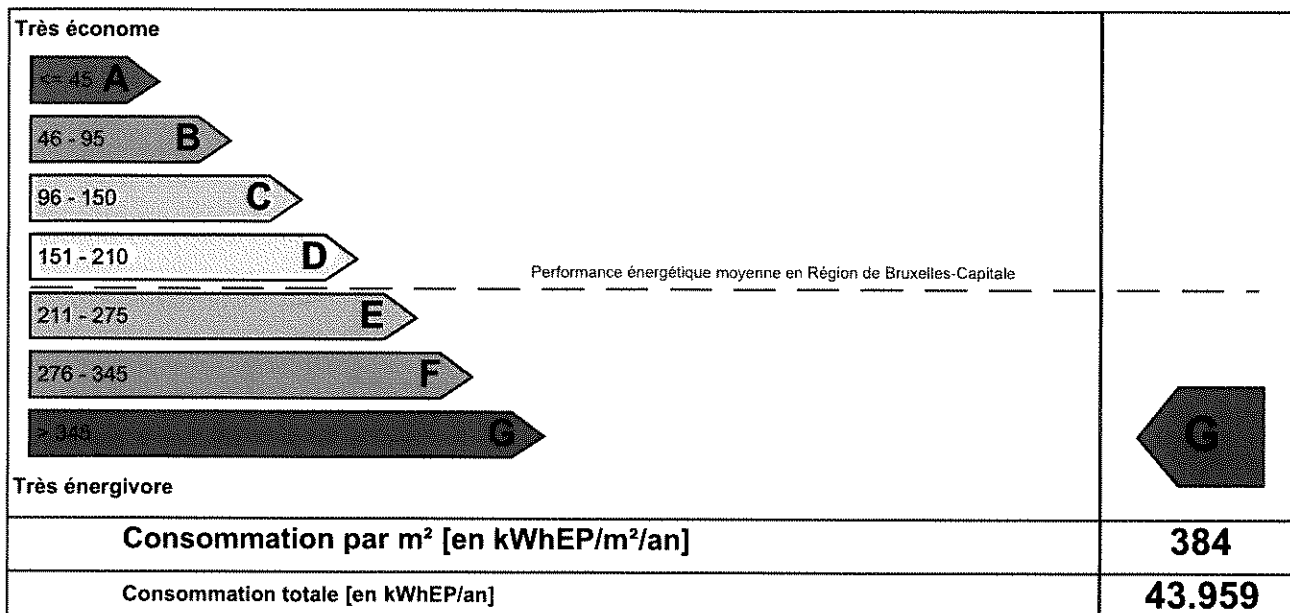 Très économe
<= 45 A
46 - 95 B
96 - 150 C
151 - 210 D
Performance énergétique moyenne en Région de Bruxelles-Capitale
211 - 275 E
276 - 345 F
> 345 G
G
Très énergivore
Consommation par m² [en kWhEP/m²/an] 384
Consommation totale [en kWhEP/an] 43.959